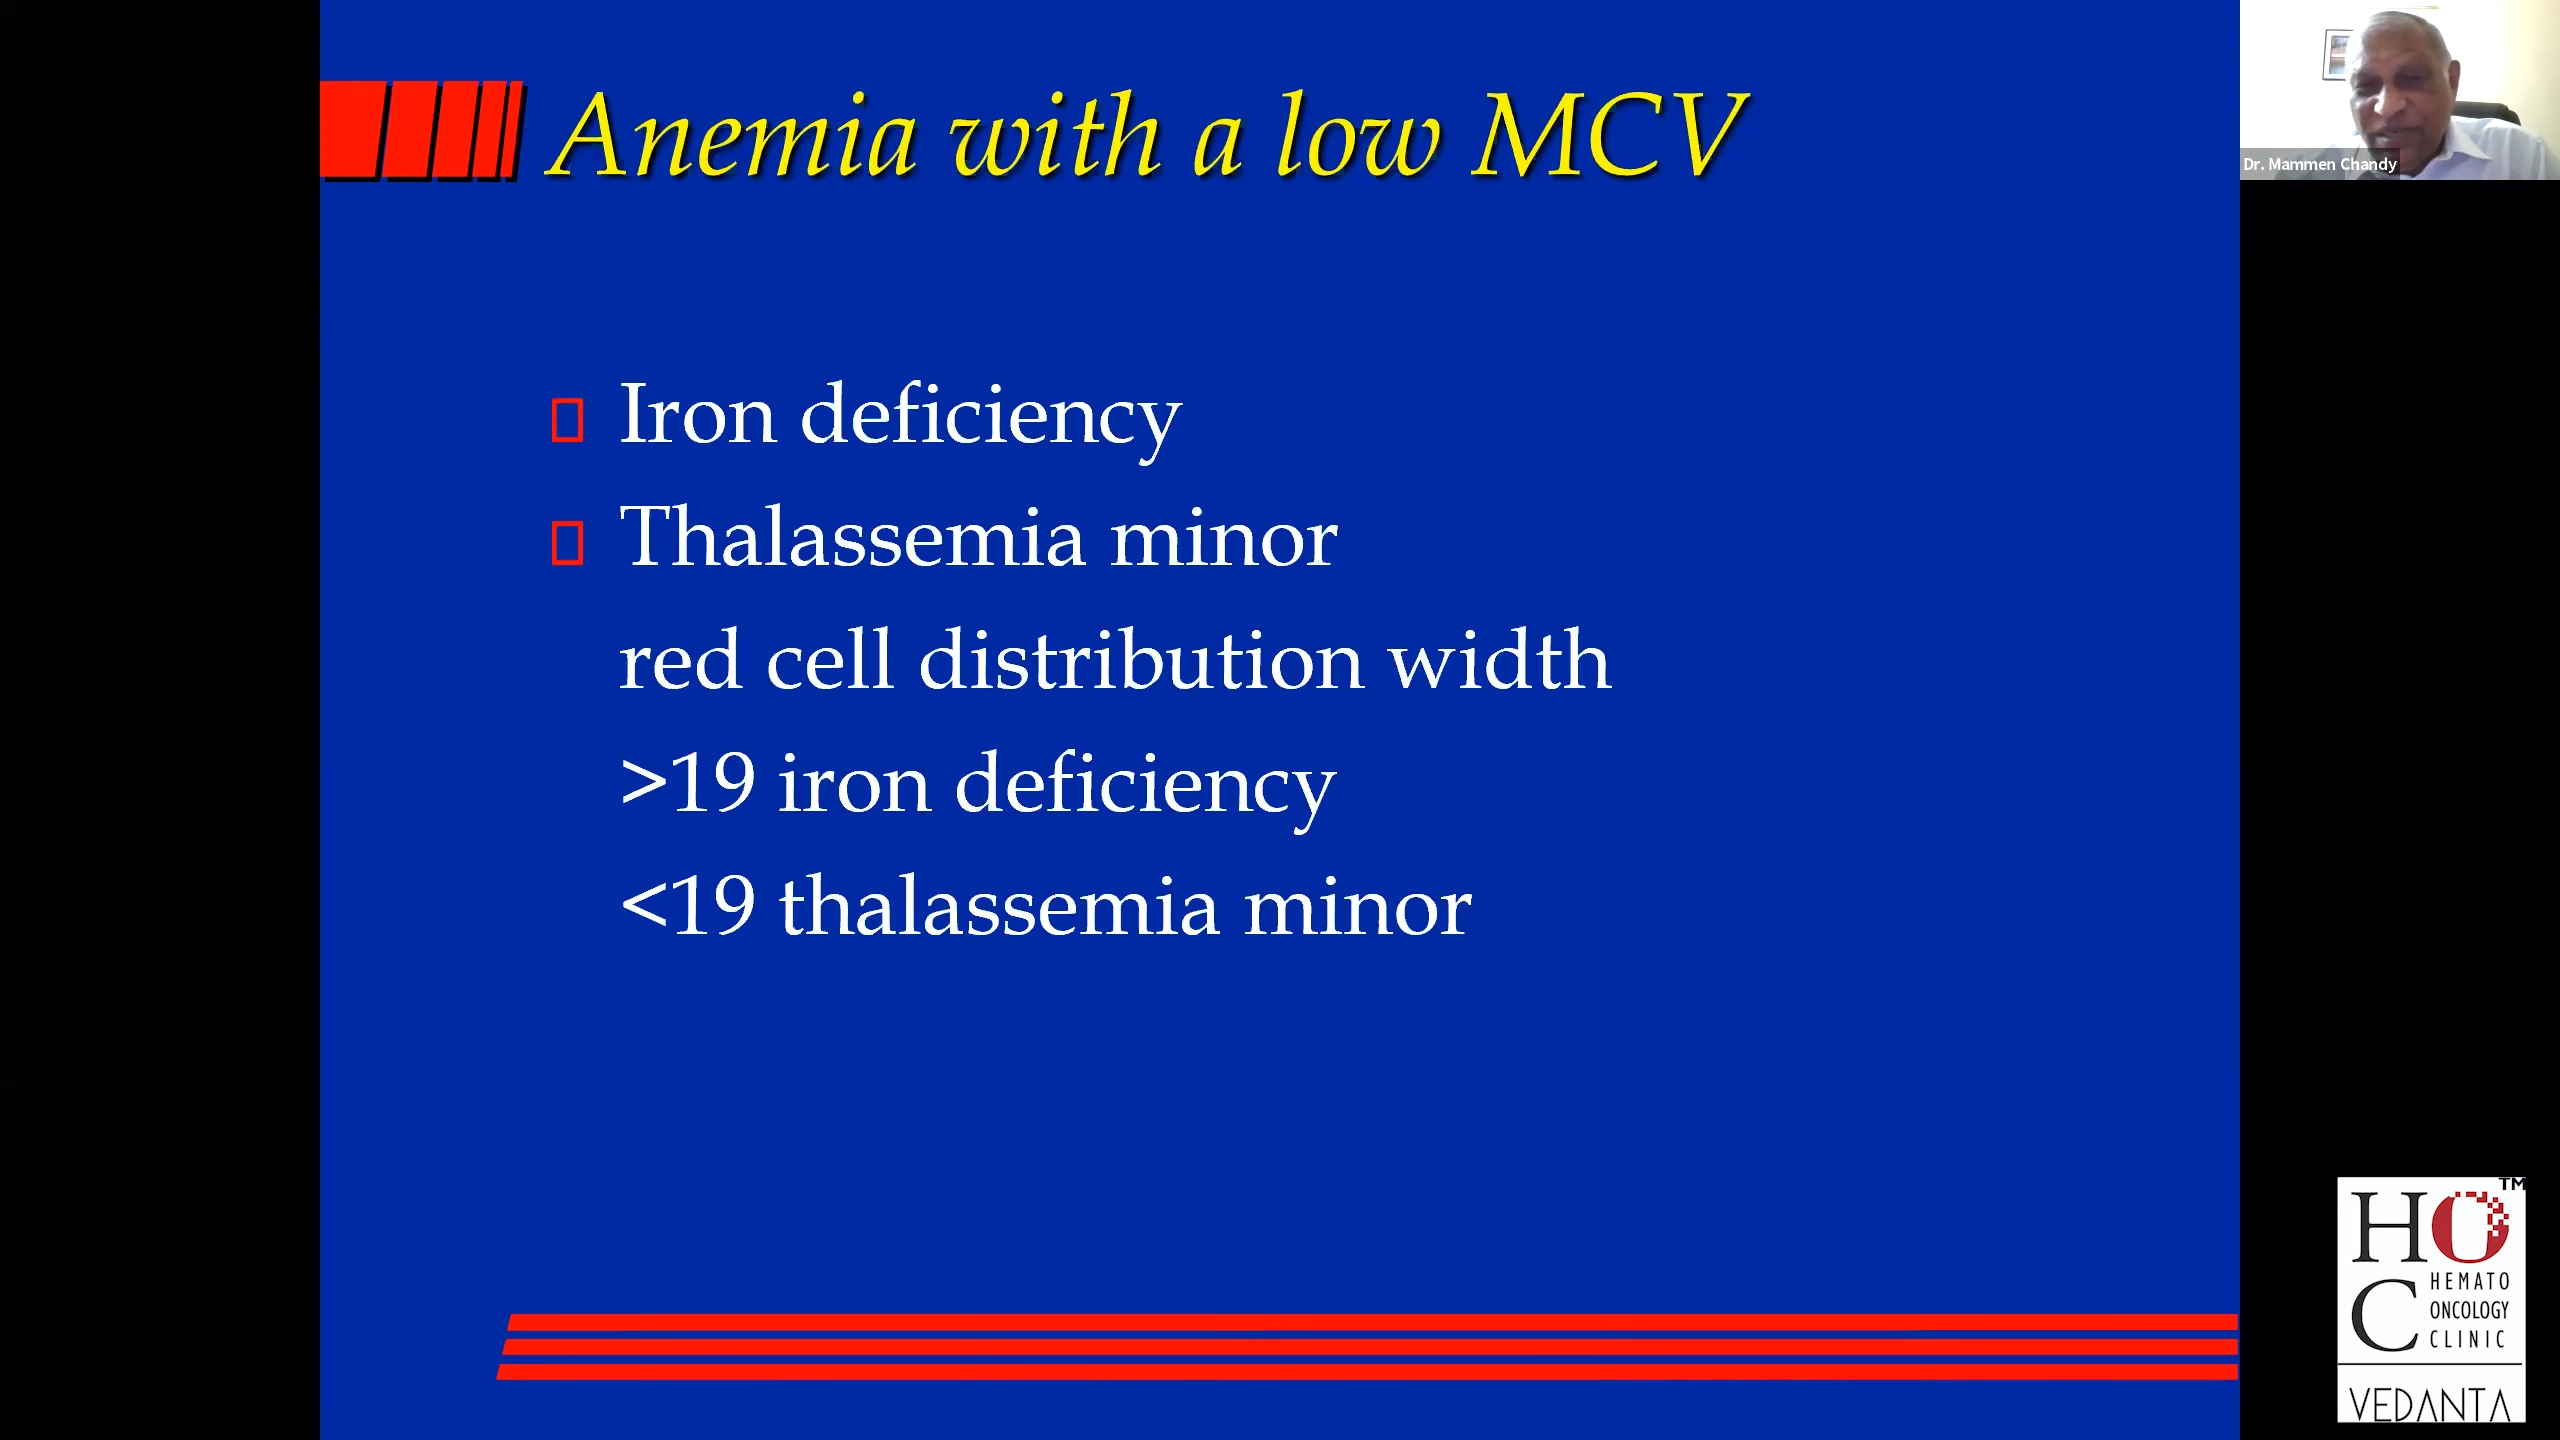 Anemia with a low MCV
Iron deficiency
Thalassemia minor
red cell distribution width
>19 iron deficiency
<19 thalassemia minor
Dr. Mammen Chandy
HOC TM
HEMATO
ONCOLOGY
CLINIC
VEDANTA